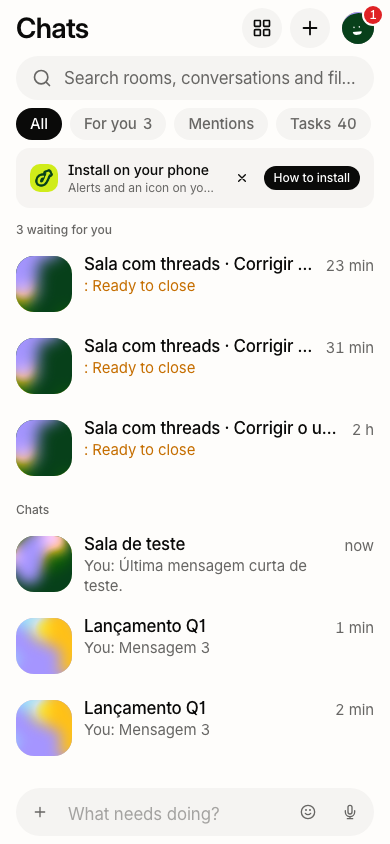 Chats
1
Search rooms, conversations and fil...
All
For you 3
Mentions
Tasks 40
Install on your phone
Alerts and an icon on yo...
How to install
3 waiting for you
Sala com threads · Corrigir ...
23 min
: Ready to close
Sala com threads · Corrigir ...
31 min
: Ready to close
Sala com threads · Corrigir o u...
2 h
: Ready to close
Chats
Sala de teste
now
You: Última mensagem curta de
teste.
Lançamento Q1
1 min
You: Mensagem 3
Lançamento Q1
2 min
You: Mensagem 3
What needs doing?